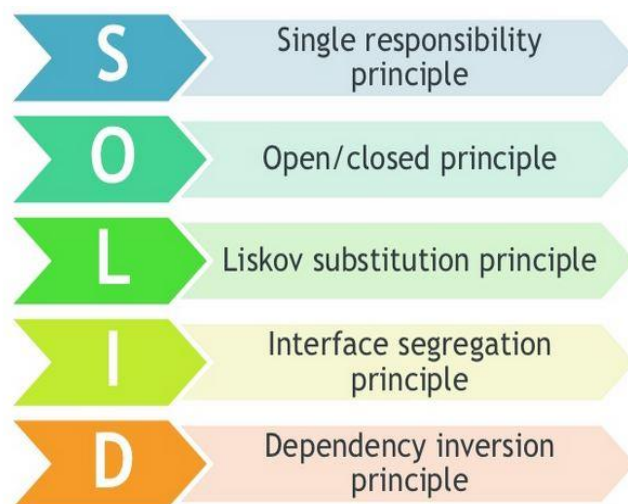 S
Single responsibility
principle
O
Open/closed principle
L
Liskov substitution principle
I
Interface segregation
principle
D
Dependency inversion
principle